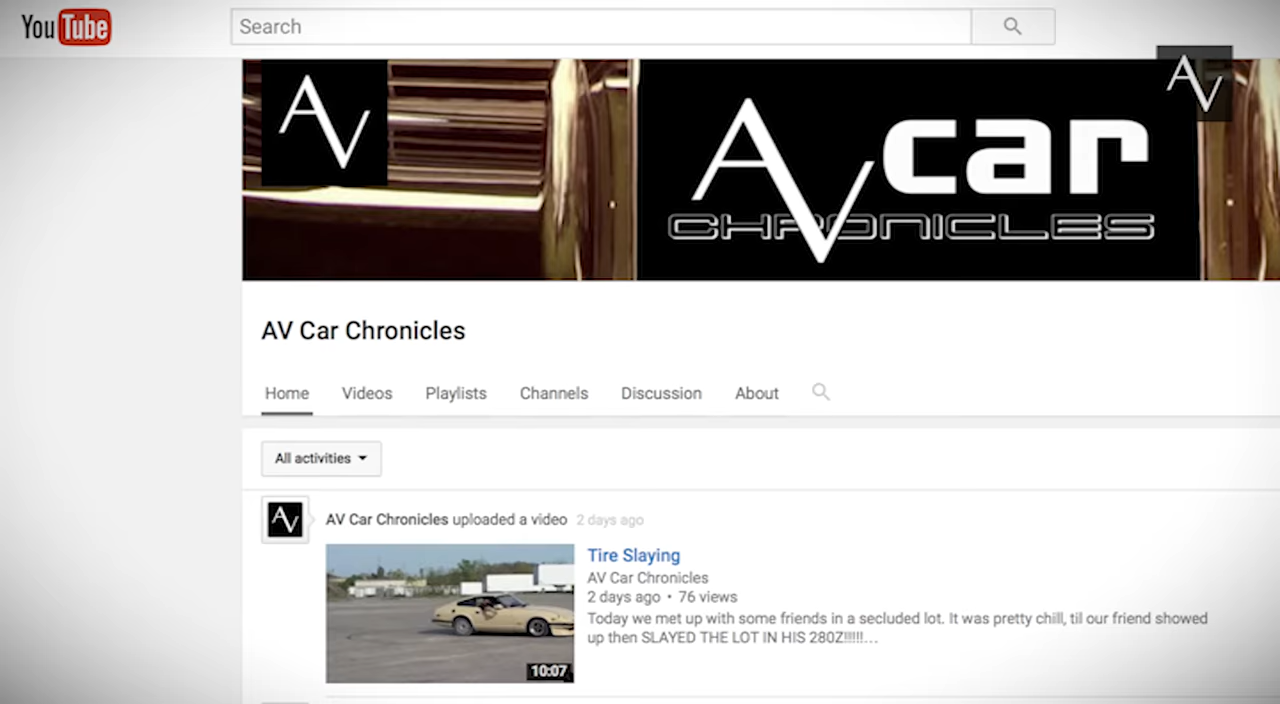 YouTube
Search
AV
AV car
CHRONICLES
AV
AV Car Chronicles
Home Videos Playlists Channels Discussion About
All activities
AV
AV Car Chronicles uploaded a video 2 days ago
Tire Slaying
AV Car Chronicles
2 days ago • 76 views
Today we met up with some friends in a secluded lot. It was pretty chill, til our friend showed
up then SLAYED THE LOT IN HIS 280Z!!!!!...
10:07